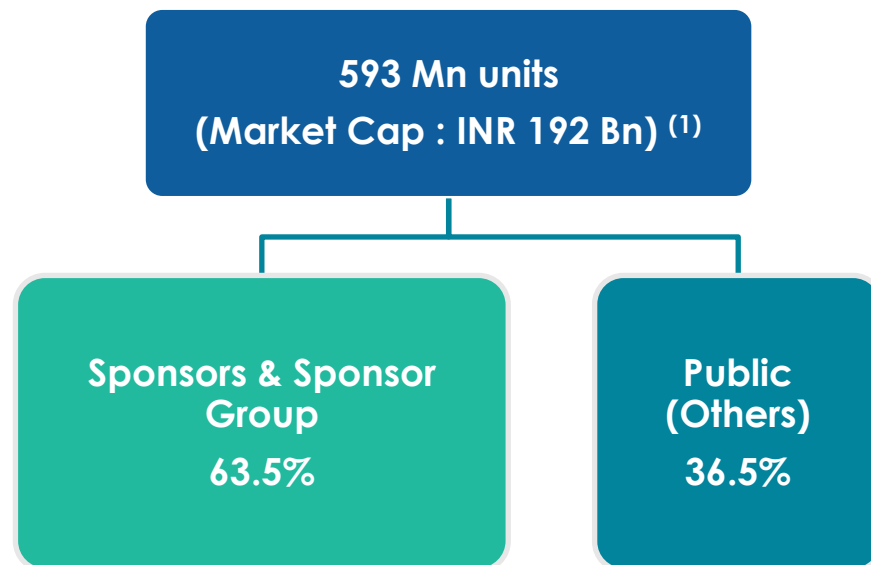 593 Mn units
(Market Cap : INR 192 Bn) (1)
Sponsors & Sponsor
Group
63.5%
Public
(Others)
36.5%